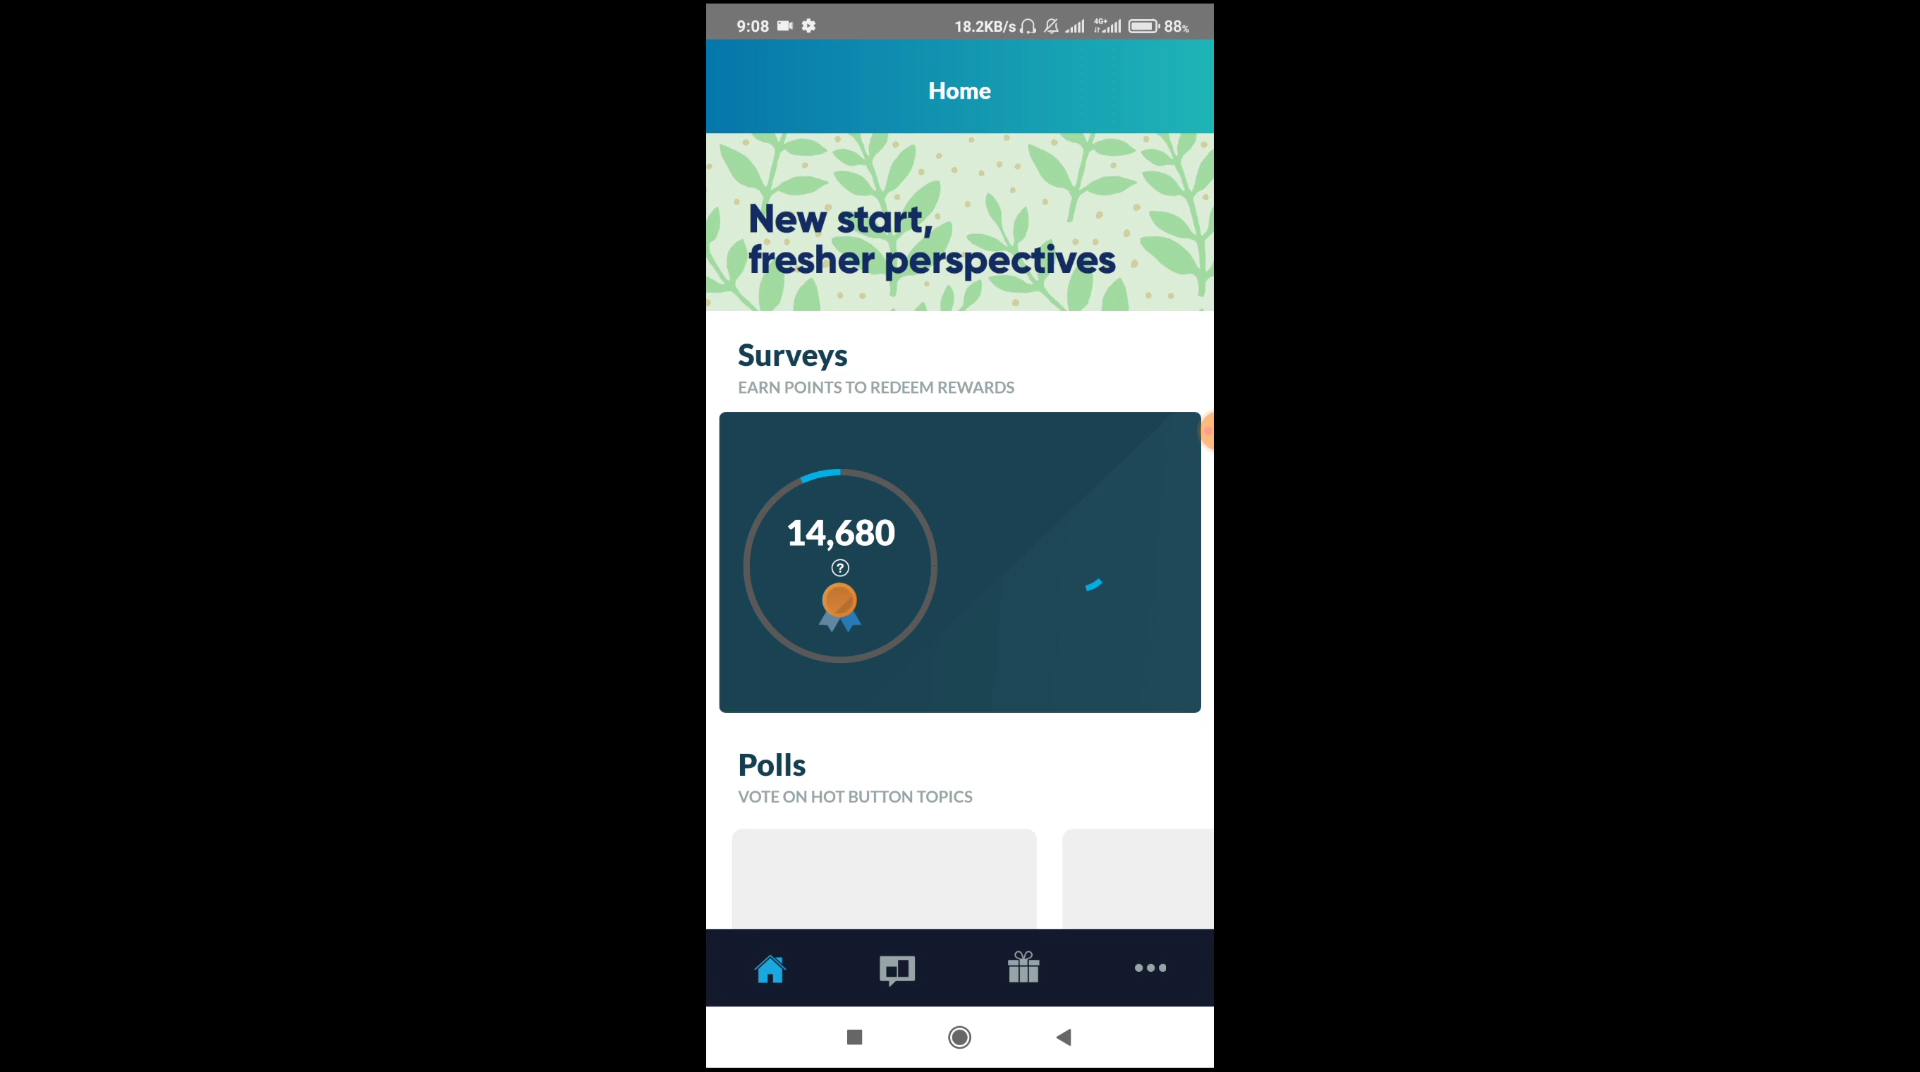 9:08 18.2KB/s 4G+ 88%
Home
New start,
fresher perspectives
Surveys
EARN POINTS TO REDEEM REWARDS
14,680
?
Polls
VOTE ON HOT BUTTON TOPICS